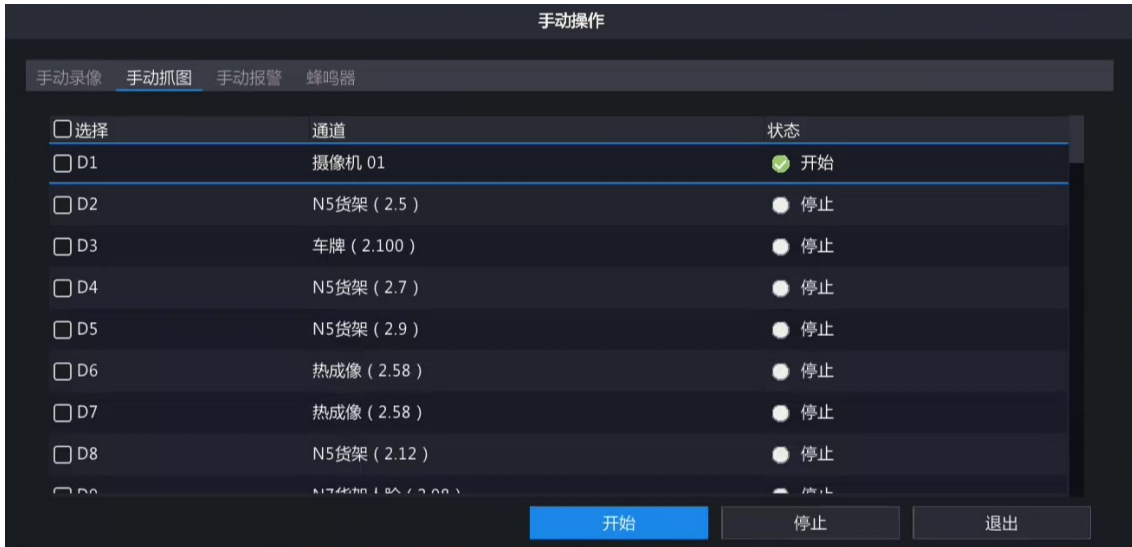 手动操作
手动录像 手动抓图 手动报警 蜂鸣器
选择 通道 状态
D1 摄像机 01 开始
D2 N5货架 ( 2.5 ) 停止
D3 车牌 ( 2.100 ) 停止
D4 N5货架 ( 2.7 ) 停止
D5 N5货架 ( 2.9 ) 停止
D6 热成像 ( 2.58 ) 停止
D7 热成像 ( 2.58 ) 停止
D8 N5货架 ( 2.12 ) 停止
开始 停止 退出